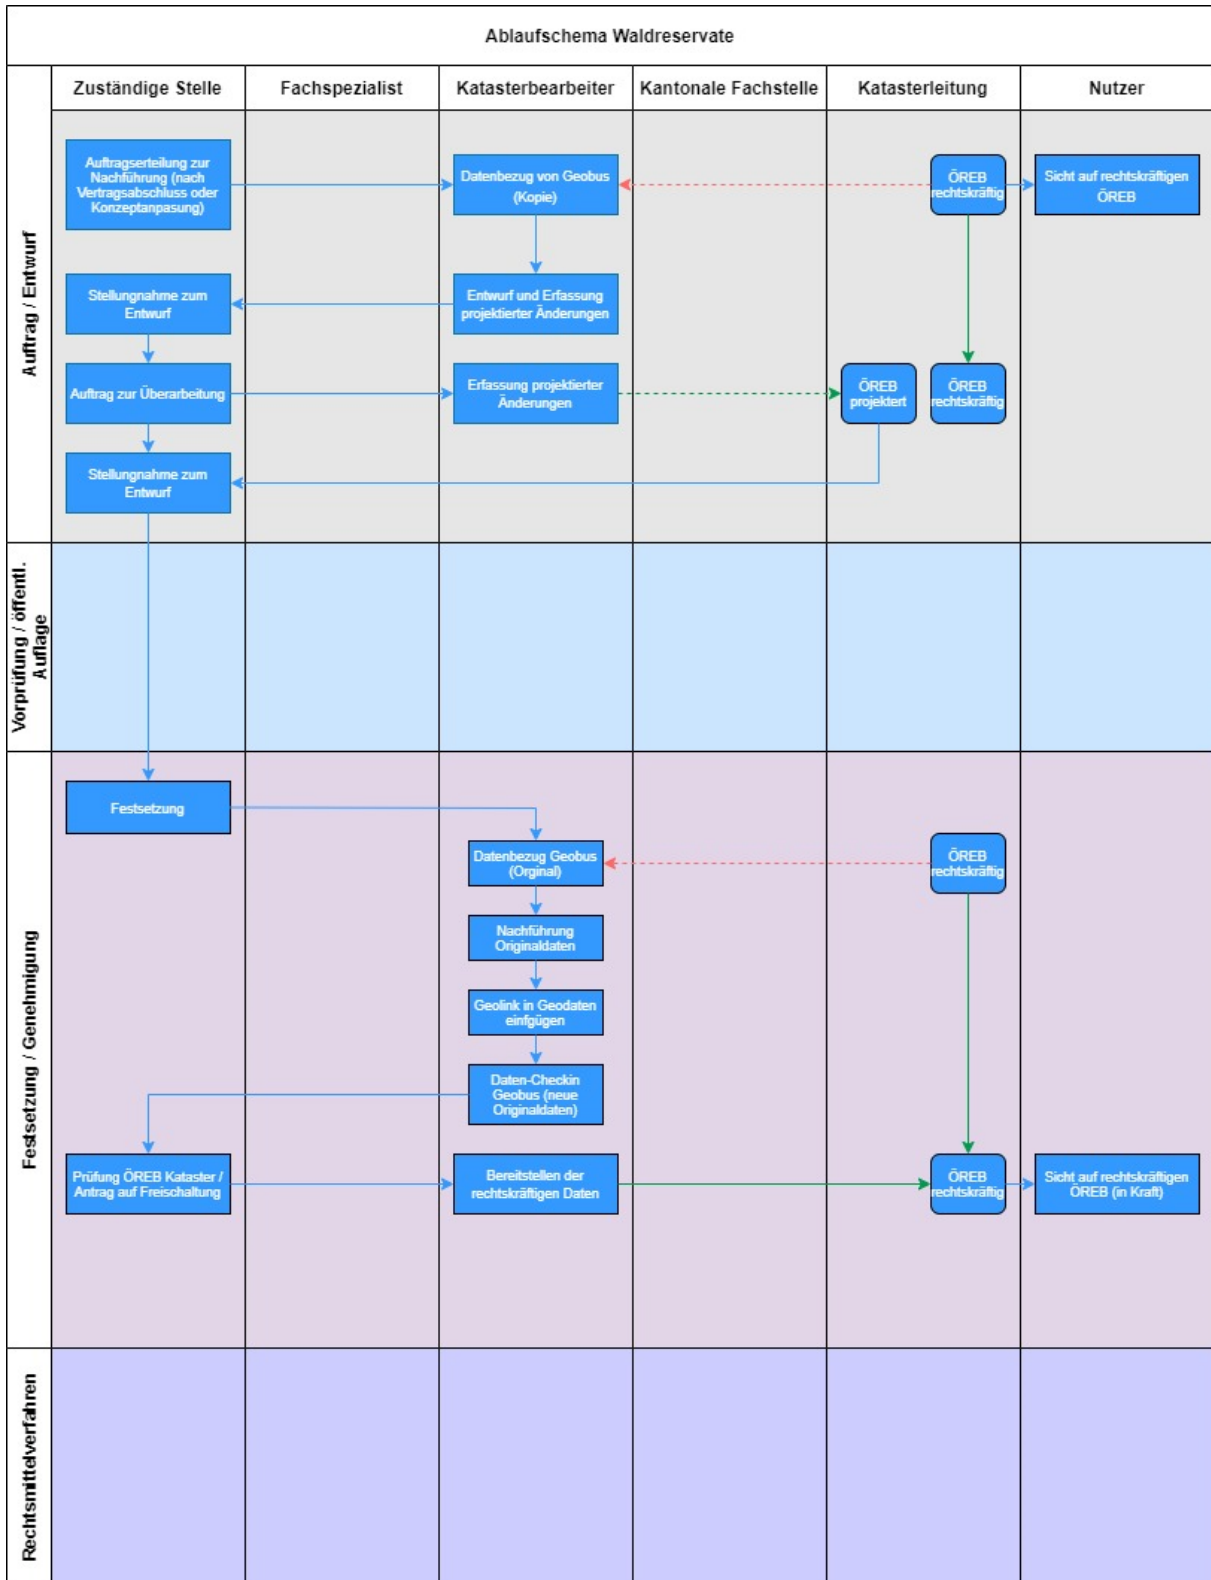 Ablaufschema Waldreservate
Zuständige Stelle
Fachspezialist
Katasterbearbeiter
Kantonale Fachstelle
Katasterleitung
Nutzer
Auftrag / Entwurf
Auftragserteilung zur
Nachführung (nach
Vertragsabschluss oder
Konzeptanpasung)
Datenbezug von Geobus
(Kopie)
ÖREB
rechtskräftig
Sicht auf rechtskräftigen
ÖREB
Stellungnahme zum
Entwurf
Entwurf und Erfassung
projektierter Änderungen
Auftrag zur Überarbeitung
Erfassung projektierter
Änderungen
ÖREB
projektert
ÖREB
rechtskräftig
Stellungnahme zum
Entwurf
Vorprüfung / öffentl.
Auflage
Festsetzung / Genehmigung
Festsetzung
Datenbezug Geobus
(Orginal)
ÖREB
rechtskräftig
Nachführung
Originaldaten
Geolink in Geodaten
einfgügen
Daten-Checkin
Geobus (neue
Originaldaten)
Prüfung ÖREB Kataster /
Antrag auf Freischaltung
Bereitstellen der
rechtskräftigen Daten
ÖREB
rechtskräftig
Sicht auf rechtskräftigen
ÖREB (in Kraft)
Rechtsmittelverfahren